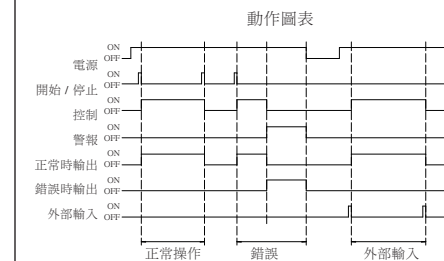 動作圖表
ON
電源 OFF
ON
開始 / 停止 OFF
ON
控制 OFF
ON
警報 OFF
ON
正常時輸出 OFF
ON
錯誤時輸出 OFF
ON
外部輸入 OFF
正常操作 錯誤 外部輸入